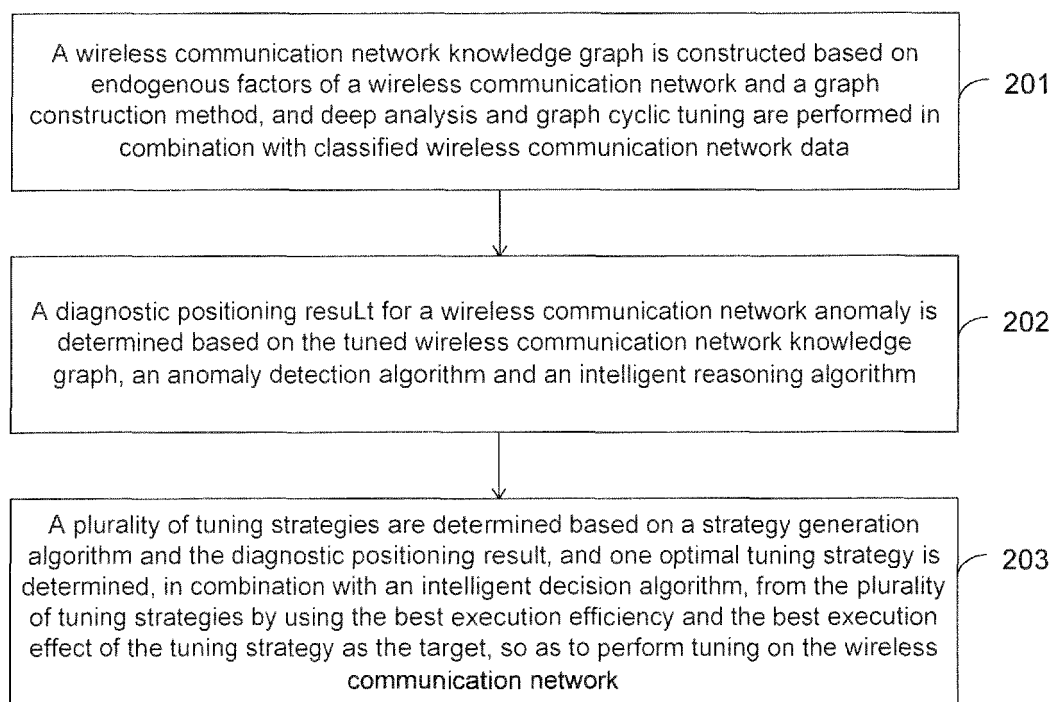 A wireless communication network knowledge graph is constructed based on
endogenous factors of a wireless communication network and a graph
construction method, and deep analysis and graph cyclic tuning are performed in
combination with classified wireless communication network data
201
A diagnostic positioning resuLt for a wireless communication network anomaly is
determined based on the tuned wireless communication network knowledge
graph, an anomaly detection algorithm and an intelligent reasoning algorithm
202
A plurality of tuning strategies are determined based on a strategy generation
algorithm and the diagnostic positioning result, and one optimal tuning strategy is
determined, in combination with an intelligent decision algorithm, from the plurality
of tuning strategies by using the best execution efficiency and the best execution
effect of the tuning strategy as the target, so as to perform tuning on the wireless
communication network
203